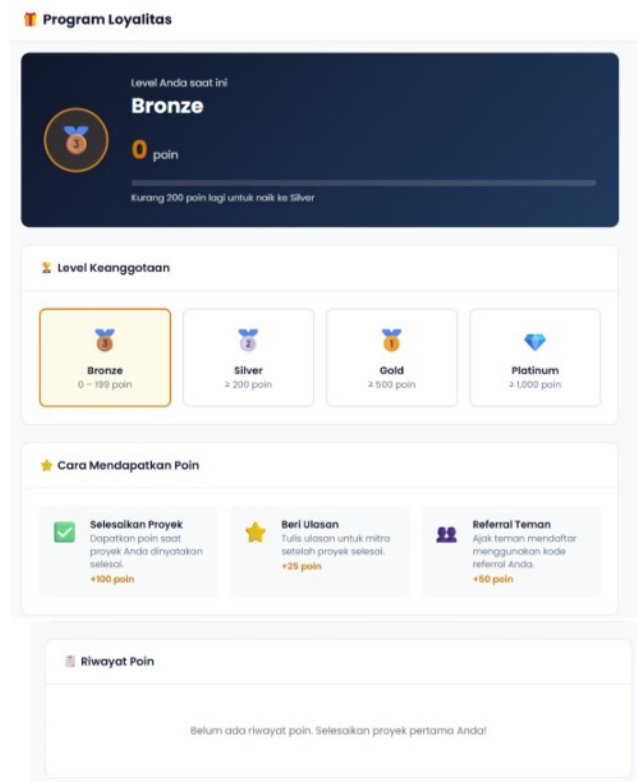 Program Loyalitas
Level Anda saat ini
Bronze
0 poin
Kurang 200 poin lagi untuk naik ke Silver
Level Keanggotaan
3
Bronze
0 – 199 poin
2
Silver
≥ 200 poin
1
Gold
≥ 500 poin
Platinum
≥ 1,000 poin
Cara Mendapatkan Poin
Selesaikan Proyek
Dapatkan poin saat
proyek Anda dinyatakan
selesai.
+100 poin
Beri Ulasan
Tulis ulasan untuk mitra
setelah proyek selesai.
+25 poin
Referral Teman
Ajak teman mendaftar
menggunakan kode
referral Anda.
+50 poin
Riwayat Poin
Belum ada riwayat poin. Selesaikan proyek pertama Anda!